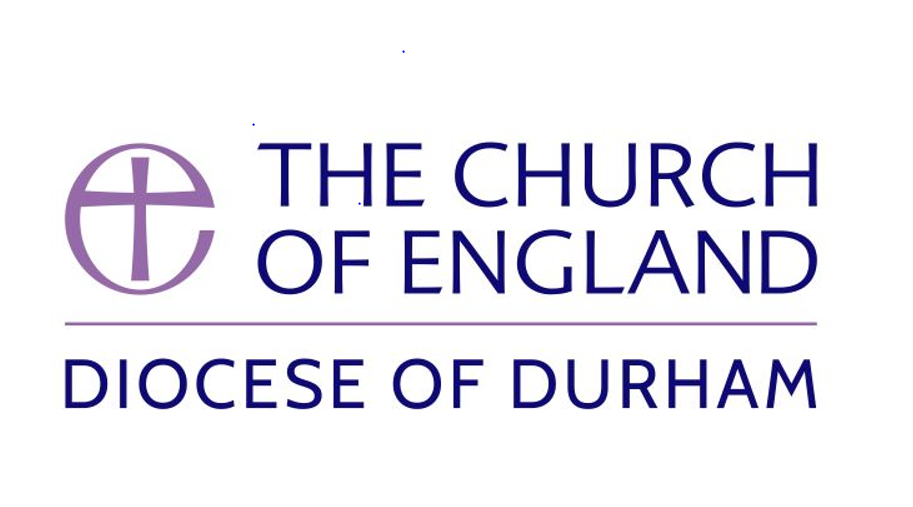 THE CHURCH
OF ENGLAND
DIOCESE OF DURHAM